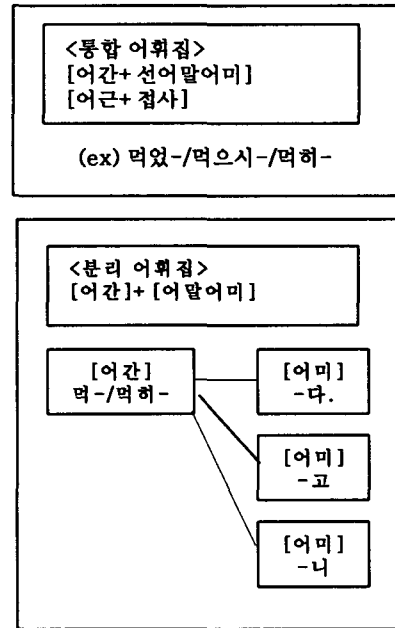 <통합 어휘집>
[어간+선어말어미]
[어근+접사]
(ex) 먹었-/먹으시-/먹히-
<분리 어휘집>
[어간]+[어말어미]
[어간]
먹-/먹히-
[어미]
-다.
[어미]
-고
[어미]
-니